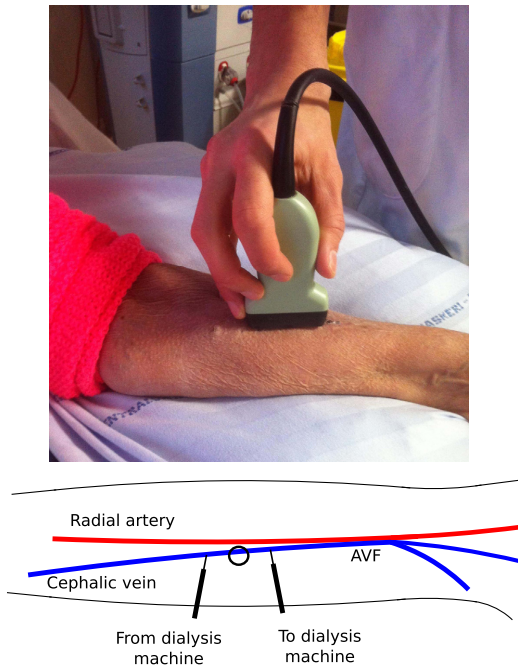 Radial artery
AVF
Cephalic vein
From dialysis
machine
To dialysis
machine